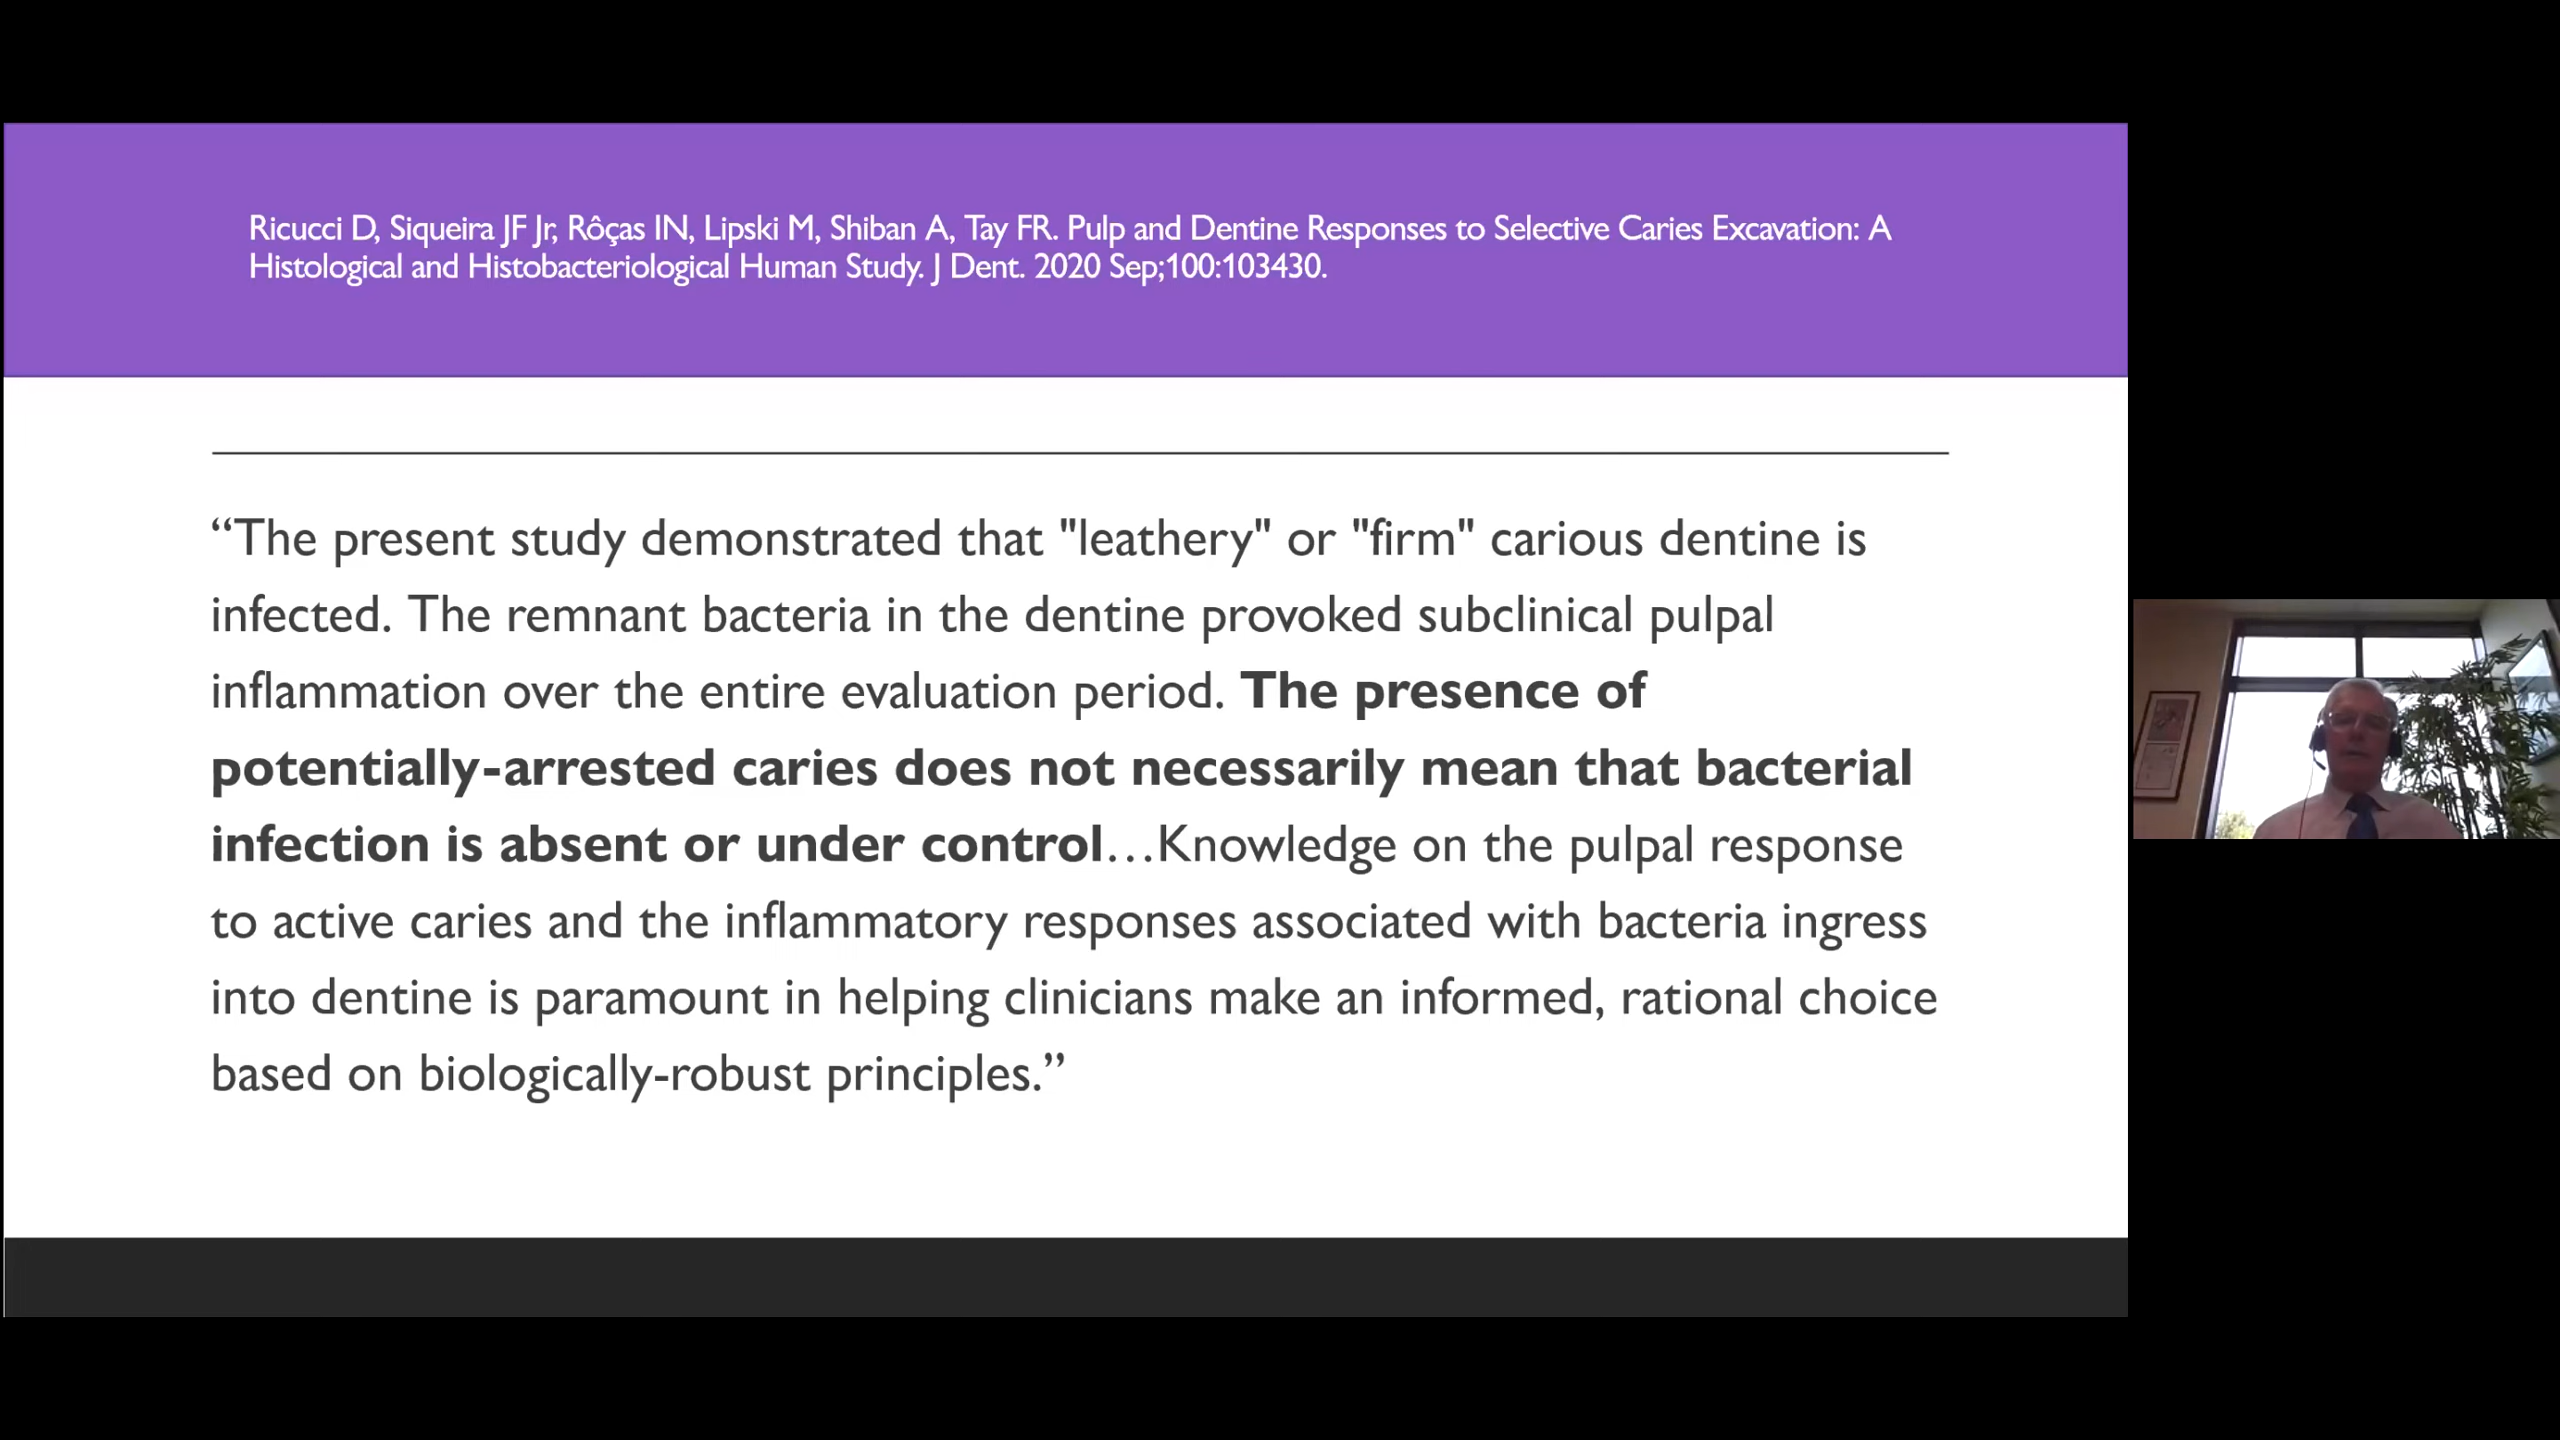 Ricucci D, Siqueira JF Jr, Rôças IN, Lipski M, Shiban A, Tay FR. Pulp and Dentine Responses to Selective Caries Excavation: A
Histological and Histobacteriological Human Study. J Dent. 2020 Sep;100:103430.
“The present study demonstrated that "leathery" or "firm" carious dentine is
infected. The remnant bacteria in the dentine provoked subclinical pulpal
inflammation over the entire evaluation period. The presence of
potentially-arrested caries does not necessarily mean that bacterial
infection is absent or under control…Knowledge on the pulpal response
to active caries and the inflammatory responses associated with bacteria ingress
into dentine is paramount in helping clinicians make an informed, rational choice
based on biologically-robust principles.”